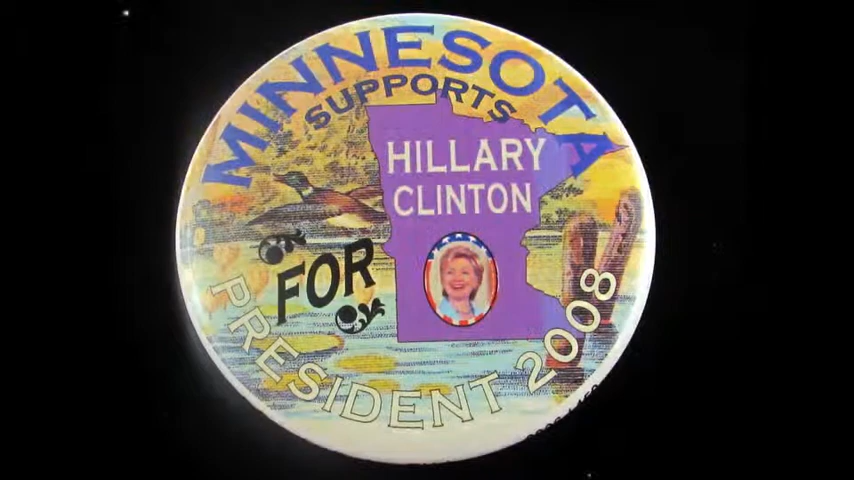 MINNESOTA
SUPPORTS
HILLARY
CLINTON
FOR
PRESIDENT 2008